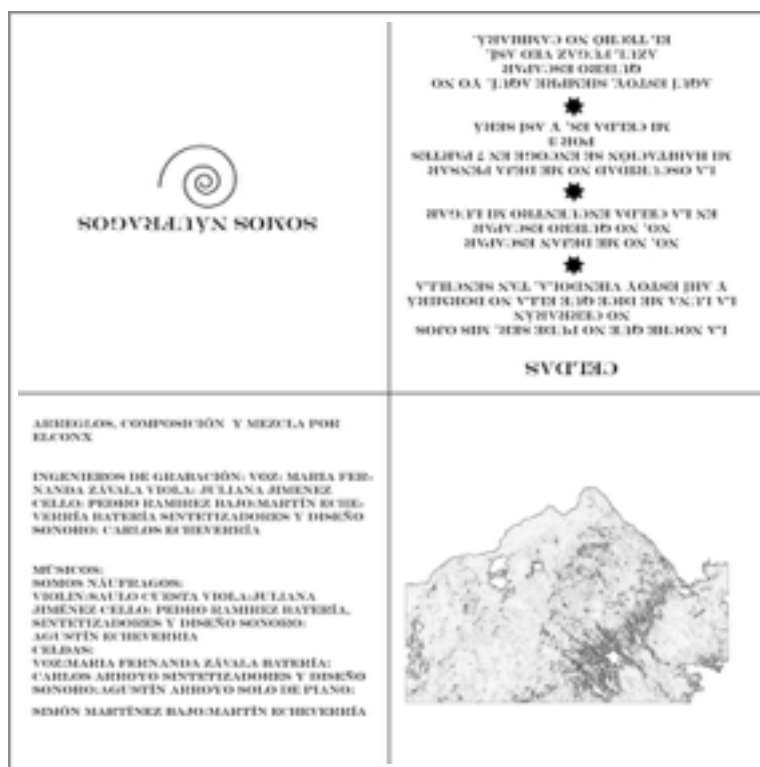 SOMOS NÁUFRAGOS
CELDAS
LA NOCHE QUE NO PUDE SER, MIS OJOS
NO CERRARÁN
LA LUNA ME DICE QUE ELLA NO DORMIRÁ
Y AHÍ ESTOY VIENDOLA, TAN SENCILLA
NO, NO ME DEJAN ESCAPAR
NO, NO QUIERO ESCAPAR
EN LA CELDA ENCUENTRO MI LUGAR
LA OSCURIDAD NO ME DEJA PENSAR
MI HABITACIÓN SE ENCOGE EN 7 PARTES
POR 3
MI CELDA ES, Y ASÍ SERÁ
AQUÍ ESTOY, SIEMPRE AQUÍ, YO NO
QUIERO ESCAPAR
AZUL FUGAZ VEO ASÍ,
EL TECHO NO CAMBIARÁ.
ARREGLOS, COMPOSICIÓN Y MEZCLA POR
ELCONX
INGENIEROS DE GRABACIÓN: VOZ: MARIA FER-
NANDA ZÁVALA VIOLA: JULIANA JIMENEZ
CELLO: PEDRO RAMIREZ BAJO:MARTÍN ECHE-
VERRÍA BATERÍA SINTETIZADORES Y DISEÑO
SONORO: CARLOS ECHEVERRÍA
MÚSICOS:
SOMOS NÁUFRAGOS:
VIOLIN:SAULO CUESTA VIOLA:JULIANA
JIMÉNEZ CELLO: PEDRO RAMIREZ BATERÍA,
SINTETIZADORES Y DISEÑO SONORO:
AGUSTÍN ECHEVERRIA
CELDAS:
VOZ:MARIA FERNANDA ZÁVALA BATERÍA:
CARLOS ARROYO SINTETIZADORES Y DISEÑO
SONORO:AGUSTÍN ARROYO SOLO DE PIANO:
SIMÓN MARTÍNEZ BAJO:MARTÍN ECHEVERRÍA